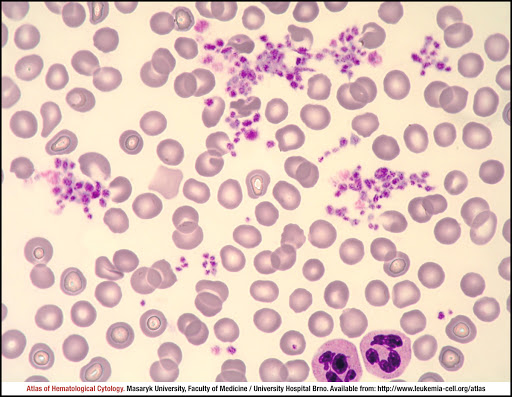 Atlas of Hematological Cytology. Masaryk University, Faculty of Medicine / University Hospital Brno. Available from: http://www.leukemia-cell.org/atlas